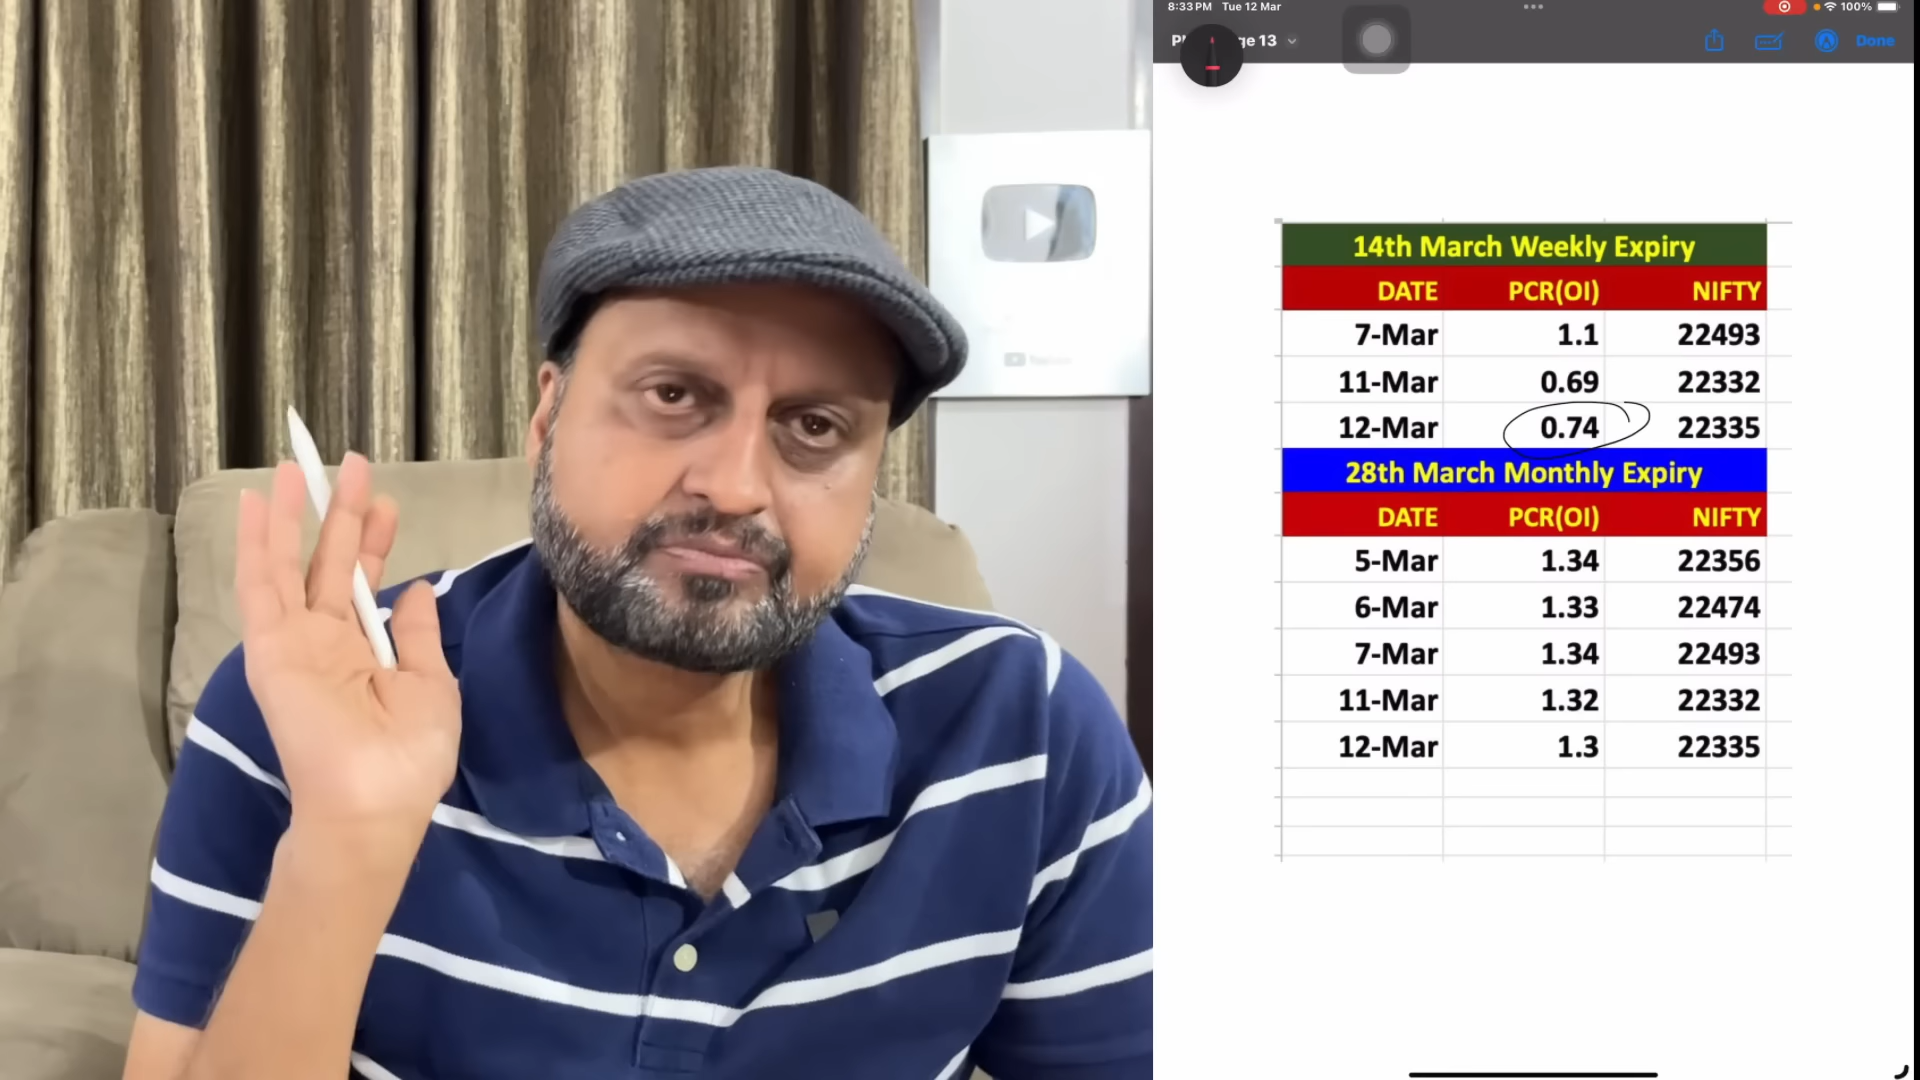 8:33 PM Tue 12 Mar
100%
ge 13
Done
14th March Weekly Expiry
DATE PCR(OI) NIFTY
7-Mar 1.1 22493
11-Mar 0.69 22332
12-Mar 0.74 22335
28th March Monthly Expiry
DATE PCR(OI) NIFTY
5-Mar 1.34 22356
6-Mar 1.33 22474
7-Mar 1.34 22493
11-Mar 1.32 22332
12-Mar 1.3 22335